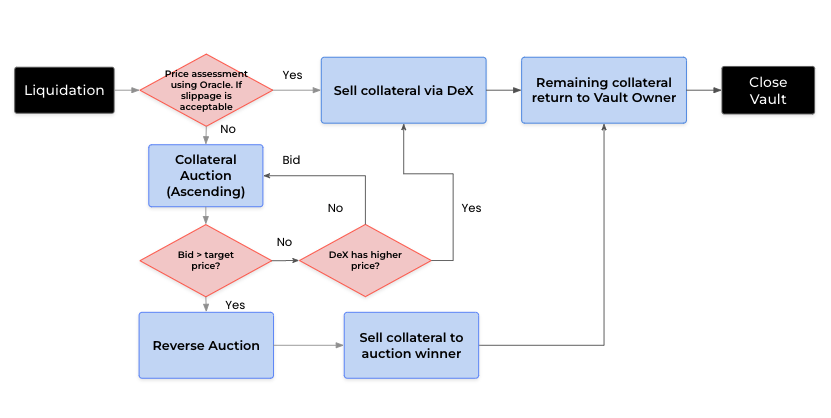 Liquidation
Price assessment
using Oracle. If
slippage is
acceptable
Yes
Sell collateral via DeX
Remaining collateral
return to Vault Owner
Close
Vault
No
Collateral
Auction
(Ascending)
Bid
No
Yes
Bid > target
price?
No
DeX has higher
price?
Yes
Reverse Auction
Sell collateral to
auction winner